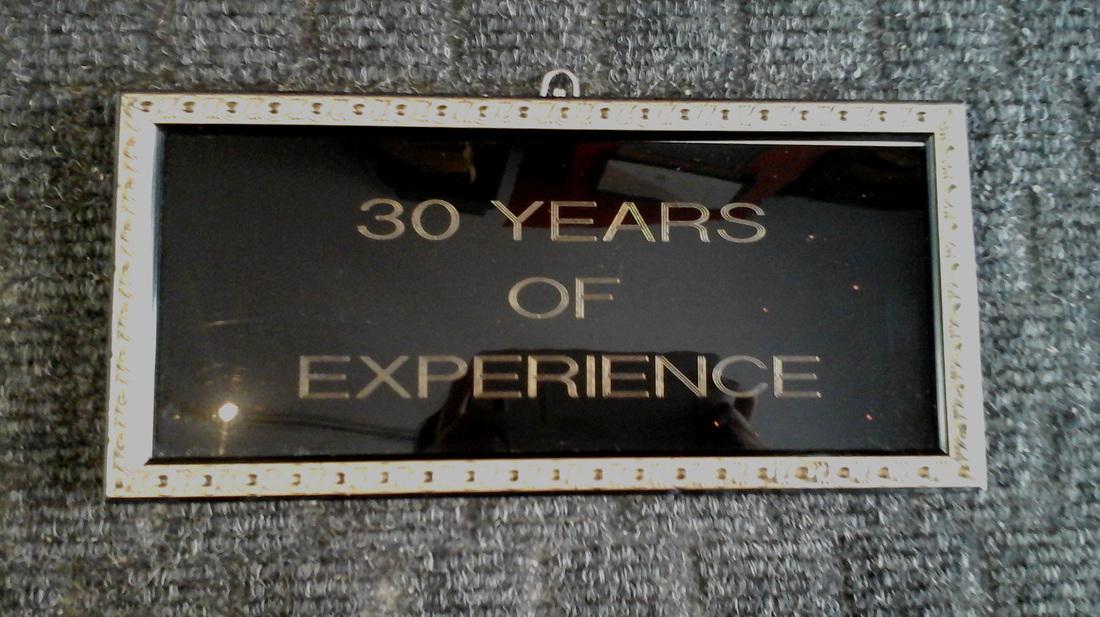 30 YEARS
OF
EXPERIENCE